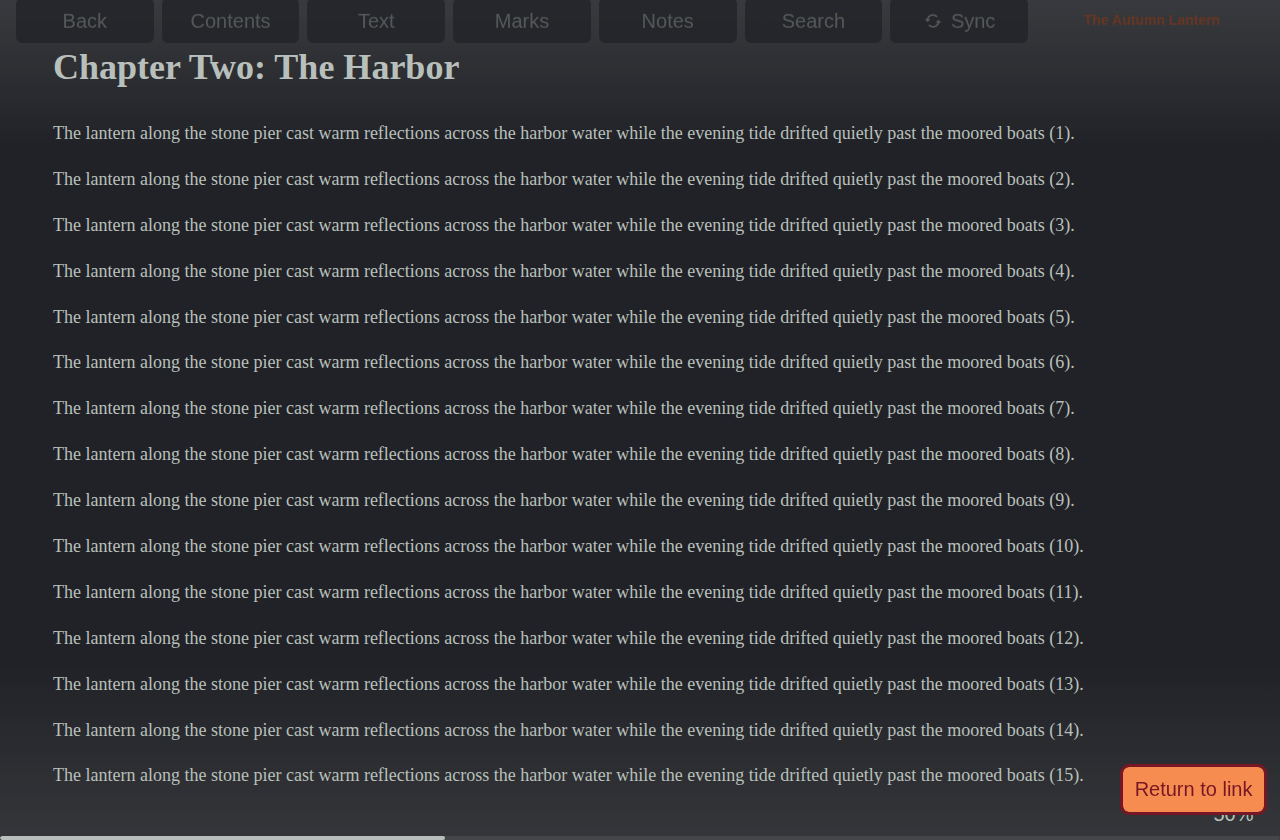 Back Contents Text Marks Notes Search Sync The Autumn Lantern
Chapter Two: The Harbor
The lantern along the stone pier cast warm reflections across the harbor water while the evening tide drifted quietly past the moored boats (1).
The lantern along the stone pier cast warm reflections across the harbor water while the evening tide drifted quietly past the moored boats (2).
The lantern along the stone pier cast warm reflections across the harbor water while the evening tide drifted quietly past the moored boats (3).
The lantern along the stone pier cast warm reflections across the harbor water while the evening tide drifted quietly past the moored boats (4).
The lantern along the stone pier cast warm reflections across the harbor water while the evening tide drifted quietly past the moored boats (5).
The lantern along the stone pier cast warm reflections across the harbor water while the evening tide drifted quietly past the moored boats (6).
The lantern along the stone pier cast warm reflections across the harbor water while the evening tide drifted quietly past the moored boats (7).
The lantern along the stone pier cast warm reflections across the harbor water while the evening tide drifted quietly past the moored boats (8).
The lantern along the stone pier cast warm reflections across the harbor water while the evening tide drifted quietly past the moored boats (9).
The lantern along the stone pier cast warm reflections across the harbor water while the evening tide drifted quietly past the moored boats (10).
The lantern along the stone pier cast warm reflections across the harbor water while the evening tide drifted quietly past the moored boats (11).
The lantern along the stone pier cast warm reflections across the harbor water while the evening tide drifted quietly past the moored boats (12).
The lantern along the stone pier cast warm reflections across the harbor water while the evening tide drifted quietly past the moored boats (13).
The lantern along the stone pier cast warm reflections across the harbor water while the evening tide drifted quietly past the moored boats (14).
The lantern along the stone pier cast warm reflections across the harbor water while the evening tide drifted quietly past the moored boats (15).
Return to link